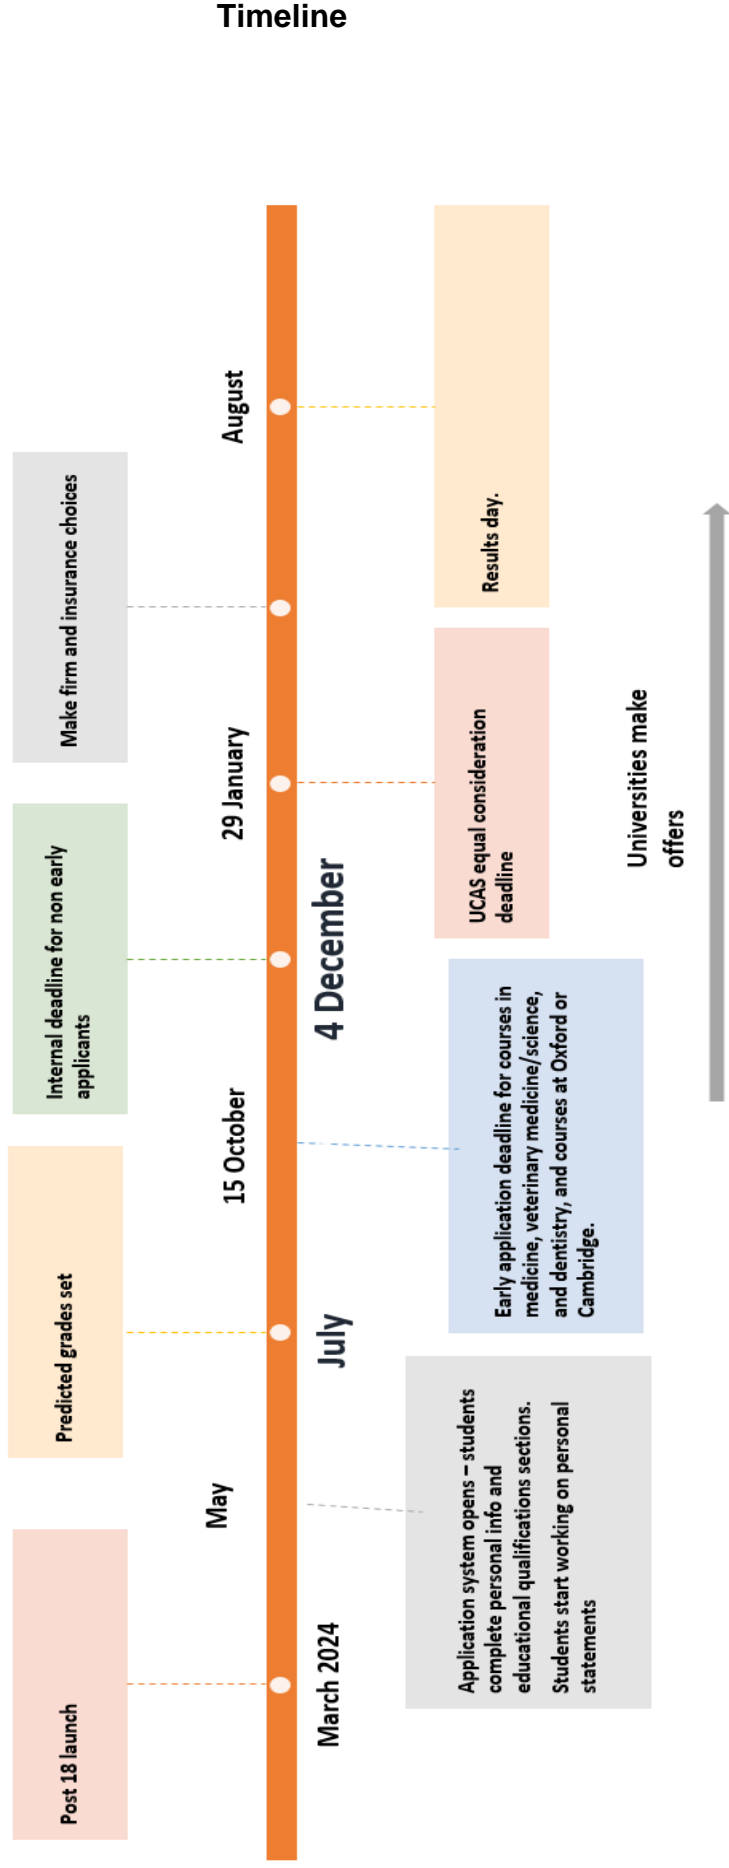 Timeline
Post 18 launch
March 2024
May
Application system opens – students
complete personal info and
educational qualifications sections.
Students start working on personal
statements
Predicted grades set
July
15 October
Early application deadline for courses in
medicine, veterinary medicine/science,
and dentistry, and courses at Oxford or
Cambridge.
Internal deadline for non early
applicants
4 December
29 January
UCAS equal consideration
deadline
Make firm and insurance choices
August
Results day.
Universities make
offers